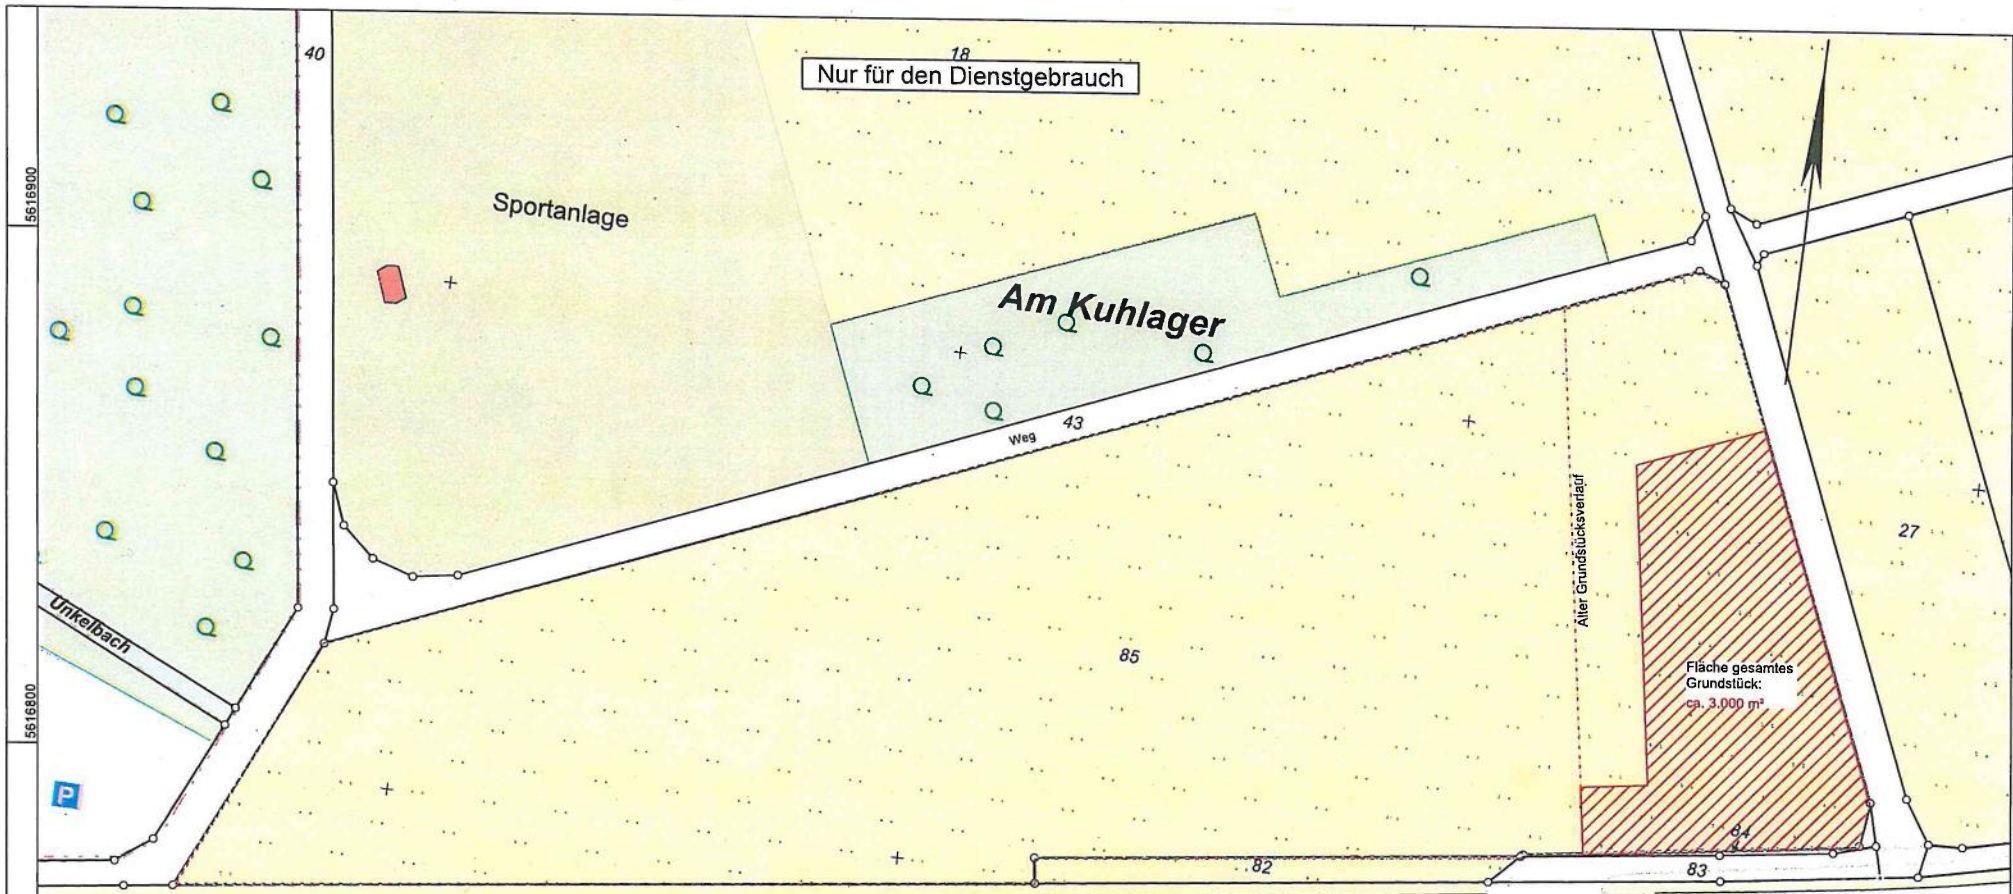 40
18
Nur für den Dienstgebrauch
5616900
Sportanlage
Am Kuhlager
43
Weg
Alter Grundstücksverlauf
27
Unkelbach
85
Fläche gesamtes
Grundstück:
ca. 3.000 m²
5616800
P
84
82
83